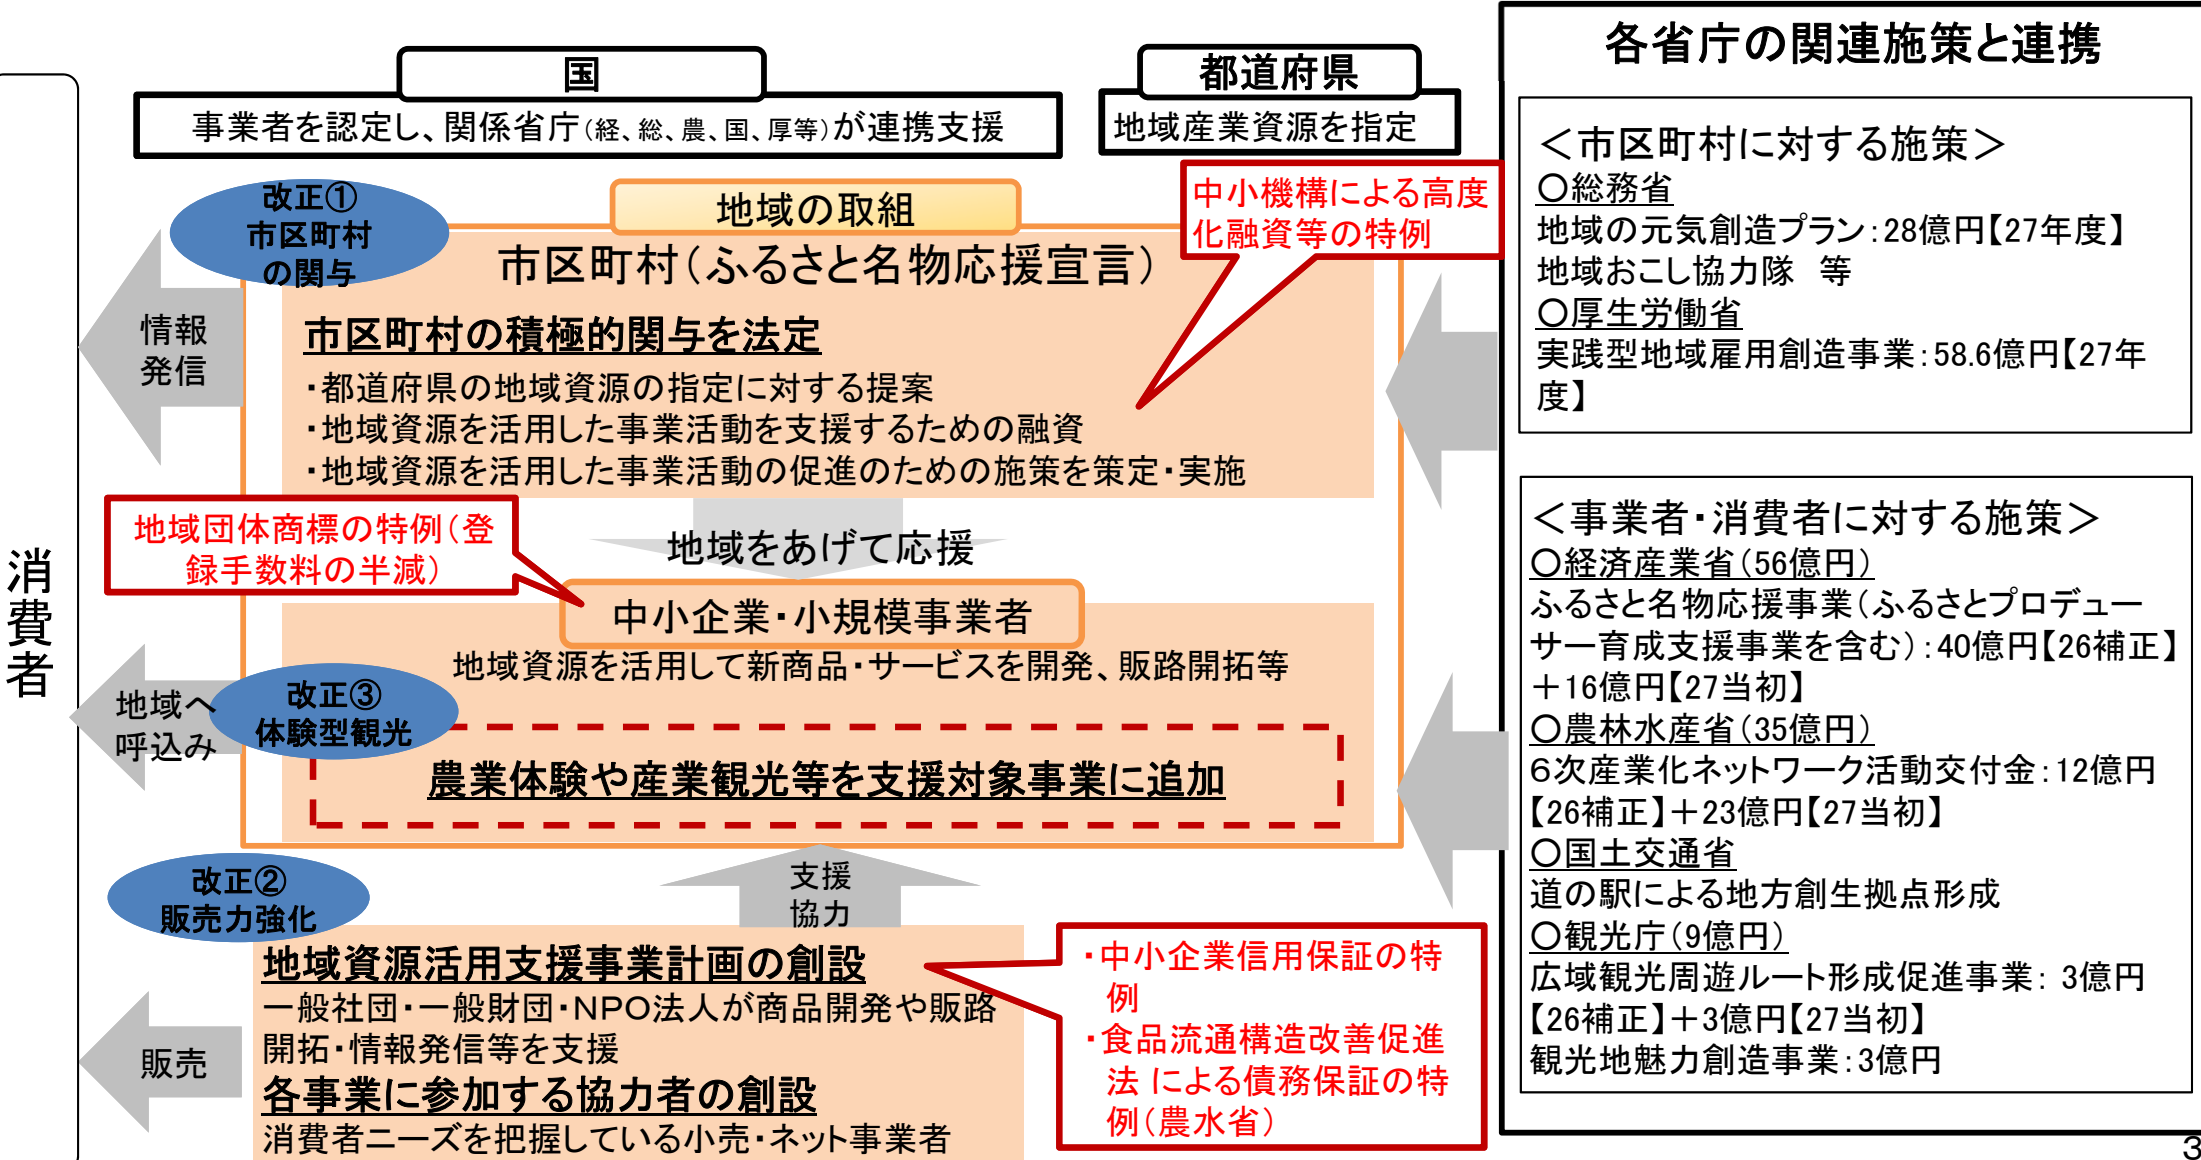 国
事業者を認定し、関係省庁(経、総、農、国、厚等)が連携支援
都道府県
地域産業資源を指定
改正①
市区町村
の関与
地域の取組
市区町村(ふるさと名物応援宣言)
中小機構による高度
化融資等の特例
市区町村の積極的関与を法定
・都道府県の地域資源の指定に対する提案
・地域資源を活用した事業活動を支援するための融資
・地域資源を活用した事業活動の促進のための施策を策定・実施
情報
発信
地域団体商標の特例(登
録手数料の半減)
地域をあげて応援
中小企業・小規模事業者
地域資源を活用して新商品・サービスを開発、販路開拓等
消費者
地域へ
呼込み
改正③
体験型観光
農業体験や産業観光等を支援対象事業に追加
支援
協力
改正②
販売力強化
地域資源活用支援事業計画の創設
一般社団・一般財団・NPO法人が商品開発や販路
開拓・情報発信等を支援
各事業に参加する協力者の創設
消費者ニーズを把握している小売・ネット事業者
販売
・中小企業信用保証の特
例
・食品流通構造改善促進
法 による債務保証の特
例(農水省)
各省庁の関連施策と連携
<市区町村に対する施策>
○総務省
地域の元気創造プラン:28億円【27年度】
地域おこし協力隊 等
○厚生労働省
実践型地域雇用創造事業:58.6億円【27年
度】
<事業者・消費者に対する施策>
○経済産業省(56億円)
ふるさと名物応援事業(ふるさとプロデュー
サー育成支援事業を含む):40億円【26補正】
+16億円【27当初】
○農林水産省(35億円)
6次産業化ネットワーク活動交付金:12億円
【26補正】+23億円【27当初】
○国土交通省
道の駅による地方創生拠点形成
○観光庁(9億円)
広域観光周遊ルート形成促進事業: 3億円
【26補正】+3億円【27当初】
観光地魅力創造事業:3億円
3